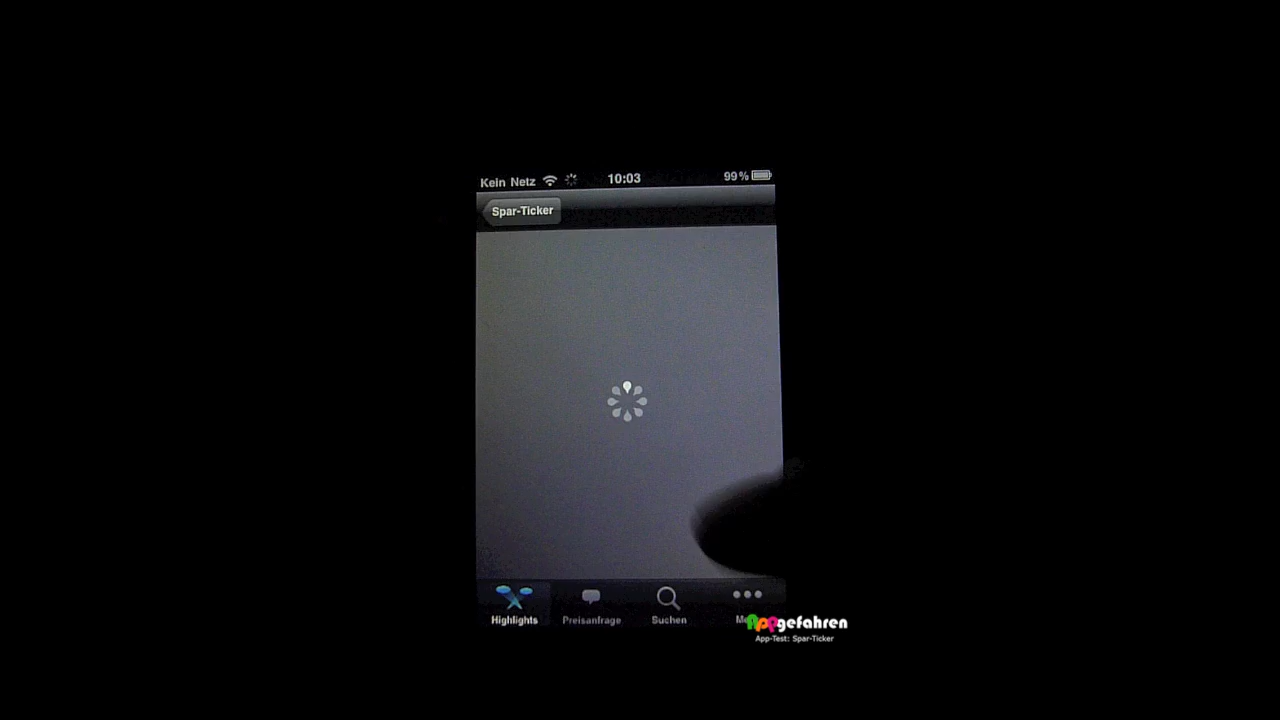 Kein Netz 10:03 99%
Spar-Ticker
Highlights Preisanfrage Suchen
Appgefahren
App-Test: Spar-Ticker